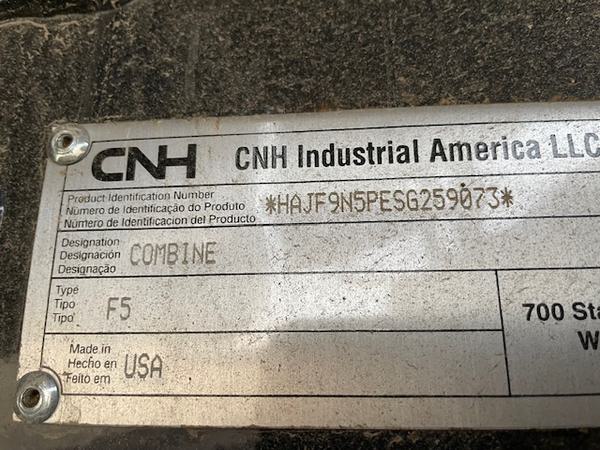 CNH CNH Industrial America LLC
Product Identification Number
Número de Identificação do Produto
Número de Identificacion del Producto
*HAJF9N5PESG259073*
Designation
Designación
Designação
COMBINE
Type
Tipo
Tipo
F5
Made in
Hecho en
Feito em
USA
700